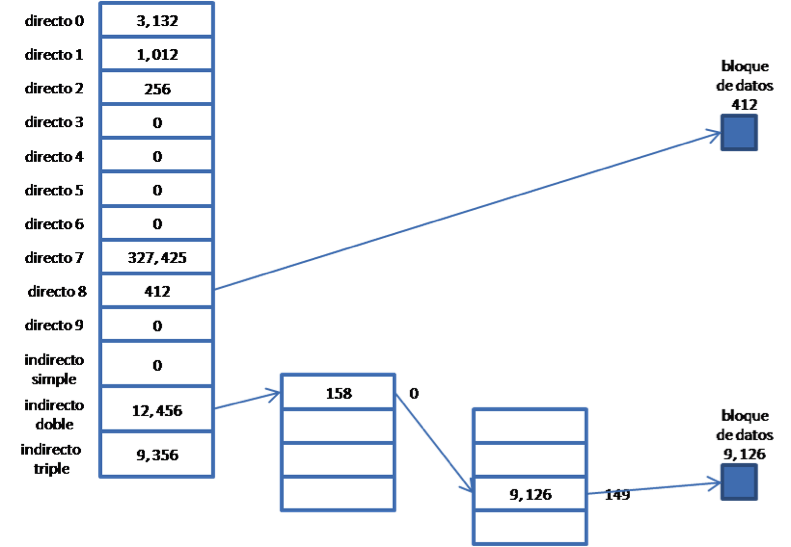 directo 0 3,132
directo 1 1,012
directo 2 256
directo 3 0
directo 4 0
directo 5 0
directo 6 0
directo 7 327,425
directo 8 412
directo 9 0
indirecto
simple
0
indirecto
doble
12,456
indirecto
triple
9,356
158 0
9,126 149
bloque
de datos
412
bloque
de datos
9,126